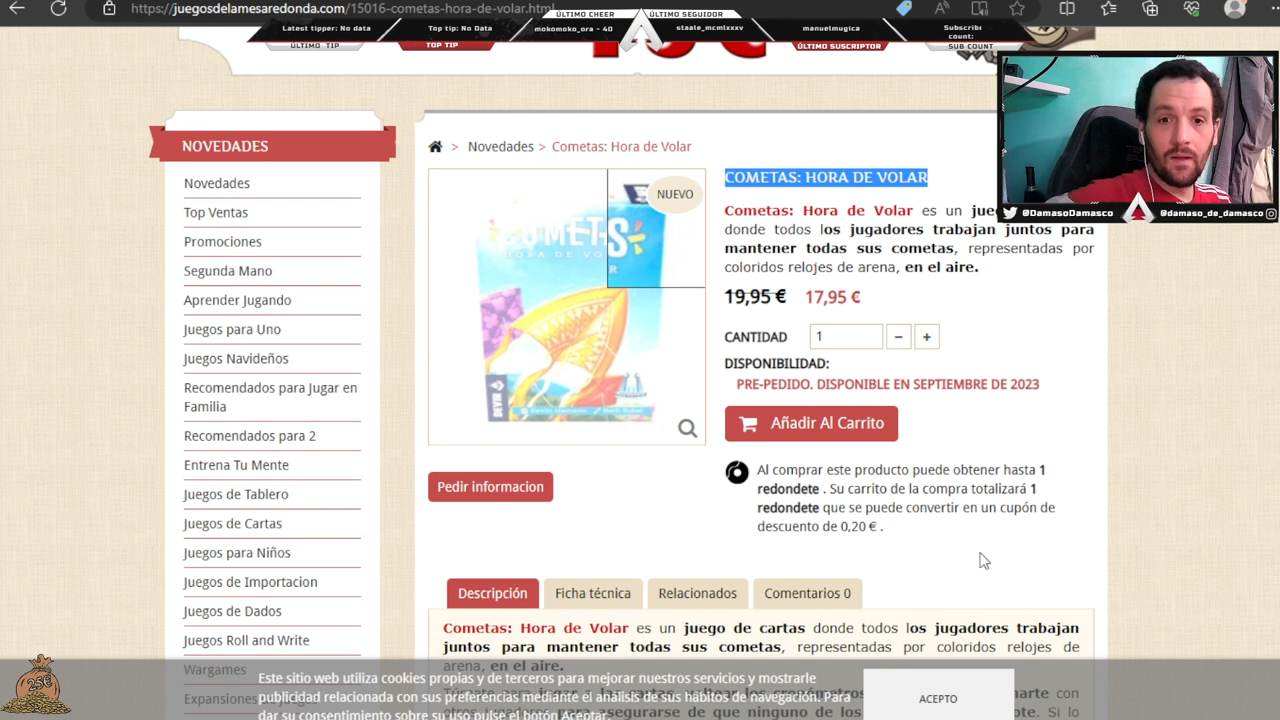 https://juegosdelamesaredonda.com/15016-cometas-hora-de-volar.html
ÚLTIMO CHEER
ÚLTIMO SEGUIDOR
Latest tipper: No data
Top tip: No Data
mokomoko_ora - 40
staale_mcmlxxxv
manuelmugica
Subscribi
count:
ÚLTIMO TIP
TOP TIP
ÚLTIMO SUSCRIPTOR
SUB COUNT
@DamasoDamasco
@damaso_de_damasco
NOVEDADES
Novedades
Top Ventas
Promociones
Segunda Mano
Aprender Jugando
Juegos para Uno
Juegos Navideños
Recomendados para Jugar en
Familia
Recomendados para 2
Entrena Tu Mente
Juegos de Tablero
Juegos de Cartas
Juegos para Niños
Juegos de Importacion
Juegos de Dados
Juegos Roll and Write
Wargames
Expansiones
25€
> Novedades > Cometas: Hora de Volar
NUEVO
COMETAS
HORA DE VOLAR
DEVIR
Pedir informacion
COMETAS: HORA DE VOLAR
Cometas: Hora de Volar es un
donde todos los jugadores trabajan juntos para
mantener todas sus cometas, representadas por
coloridos relojes de arena, en el aire.
19,95 € 17,95 €
CANTIDAD 1 − +
DISPONIBILIDAD:
PRE-PEDIDO. DISPONIBLE EN SEPTIEMBRE DE 2023
Añadir Al Carrito
Al comprar este producto puede obtener hasta 1
redondete . Su carrito de la compra totalizará 1
redondete que se puede convertir en un cupón de
descuento de 0,20 € .
Descripción Ficha técnica Relacionados Comentarios 0
Cometas: Hora de Volar es un juego de cartas donde todos los jugadores trabajan
juntos para mantener todas sus cometas, representadas por coloridos relojes de
arena, en el aire.
Este sitio web utiliza cookies propias y de terceros para mejorar nuestros servicios y mostrarle
publicidad relacionada con sus preferencias mediante el análisis de sus hábitos de navegación. Para
dar su consentimiento sobre su uso pulse el botón Aceptar.
ACEPTO